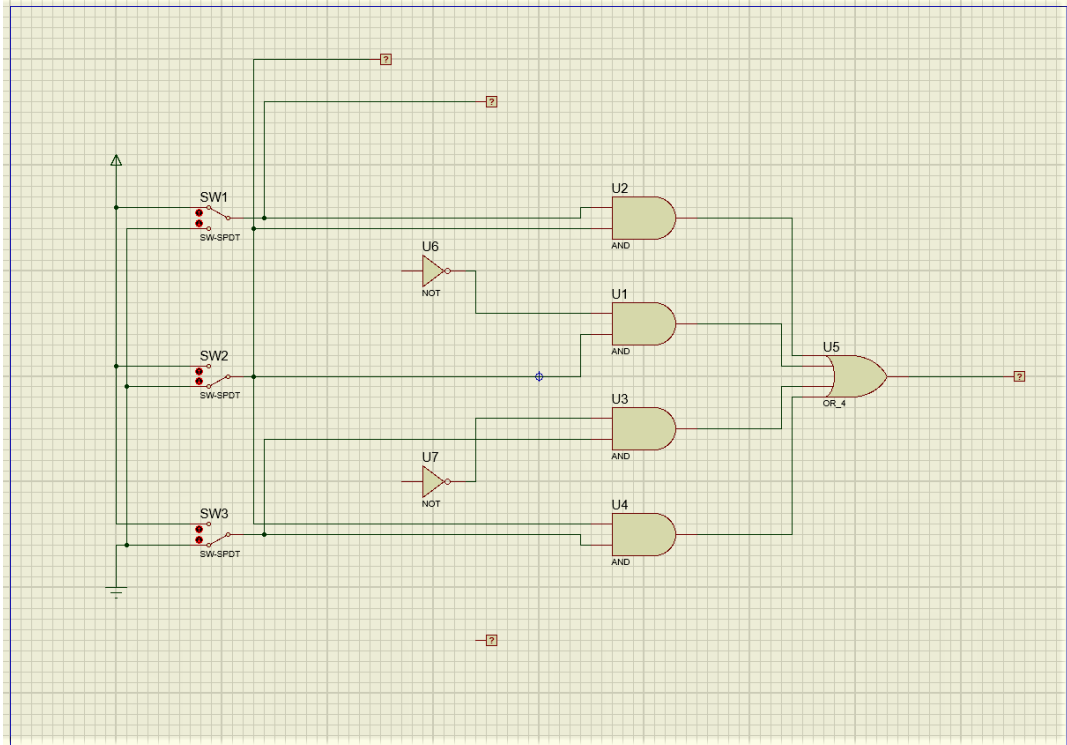 ?
?
SW1
SW-SPDT
U2
AND
U6
NOT
U1
AND
SW2
SW-SPDT
U5
OR_4
?
U3
AND
U7
NOT
SW3
SW-SPDT
U4
AND
?